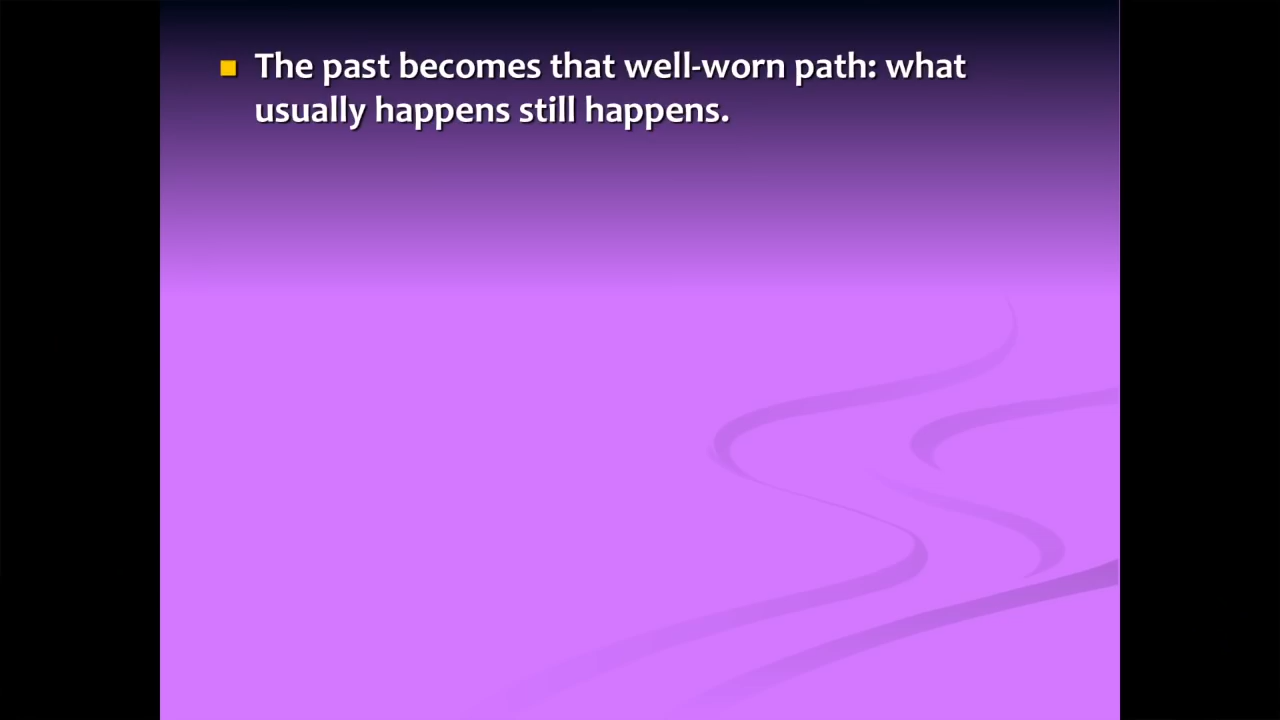 The past becomes that well-worn path: what
usually happens still happens.